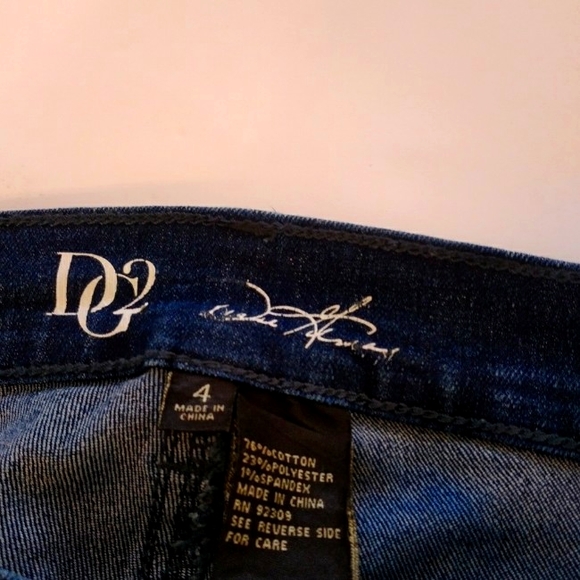 DG2
4
MADE IN
CHINA
76%COTTON
23%POLYESTER
1%SPANDEX
MADE IN CHINA
RN 92309
SEE REVERSE SIDE
FOR CARE